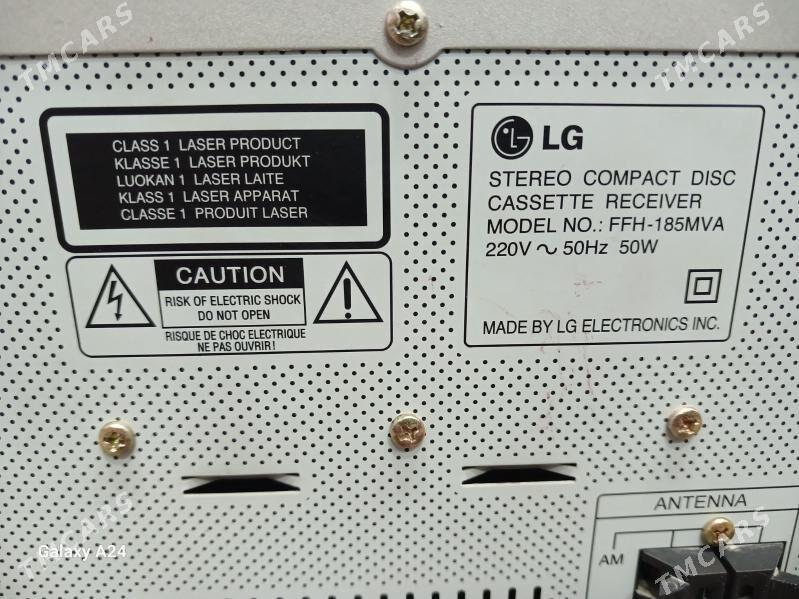 TMCARS
TMCARS
CLASS 1 LASER PRODUCT
KLASSE 1 LASER PRODUKT
LUOKAN 1 LASER LAITE
KLASS 1 LASER APPARAT
CLASSE 1 PRODUIT LASER
CAUTION
RISK OF ELECTRIC SHOCK
DO NOT OPEN
RISQUE DE CHOC ELECTRIQUE
NE PAS OUVRIR!
LG
STEREO COMPACT DISC
CASSETTE RECEIVER
MODEL NO.: FFH-185MVA
220V ~ 50Hz 50W
MADE BY LG ELECTRONICS INC.
ANTENNA
AM
Galaxy A24
TMCARS
TMCARS